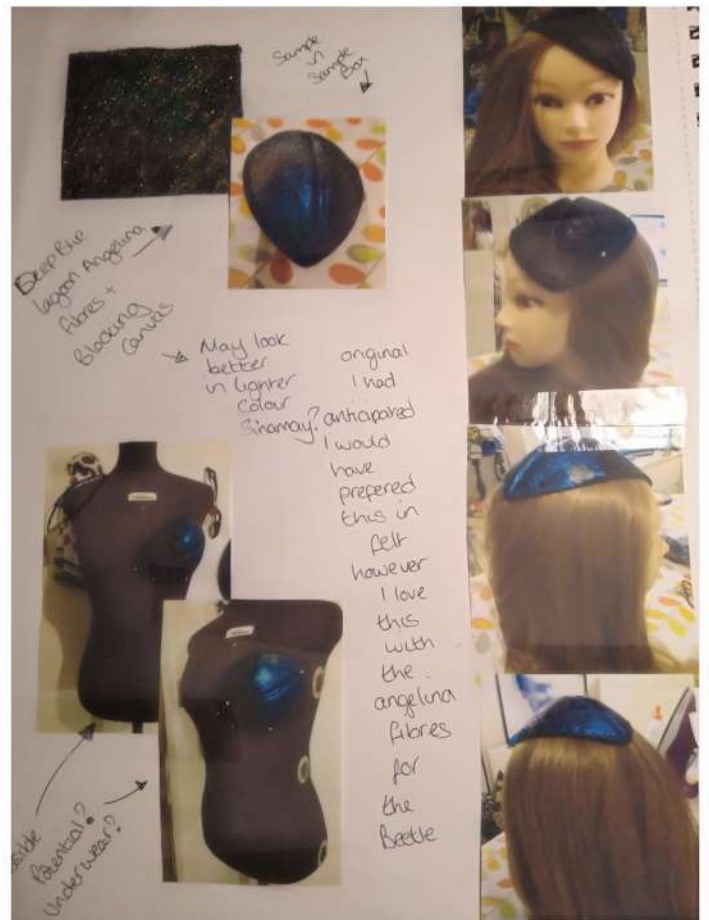 Sample
in
Sample
Box
Deep Blue
lagoon Angelina
fibres +
Blocking
Canvas
May look
better
in lighter
colour
Sinamay?
original
I had
anticipated
I would
have
prepered
this in
felt
however
I love
this
with
the
angelina
fibres
for
the
Beetle
Potential?
Underwear?